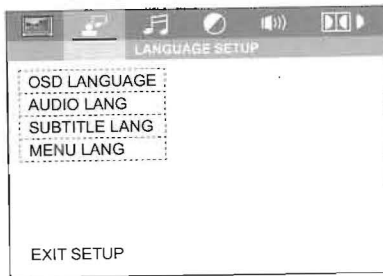 LANGUAGE SETUP
OSD LANGUAGE
AUDIO LANG
SUBTITLE LANG
MENU LANG
EXIT SETUP